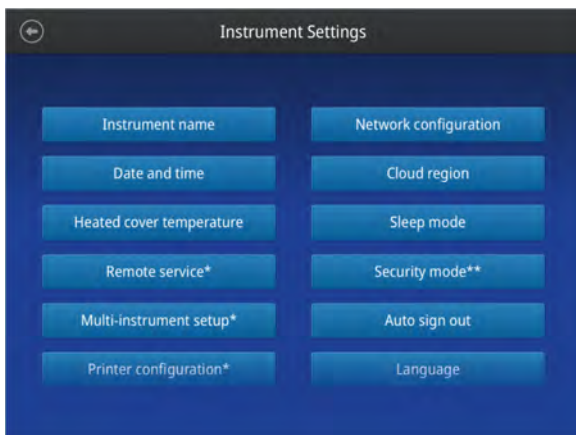 Instrument Settings
Instrument name
Network configuration
Date and time
Cloud region
Heated cover temperature
Sleep mode
Remote service*
Security mode**
Multi-instrument setup*
Auto sign out
Printer configuration*
Language